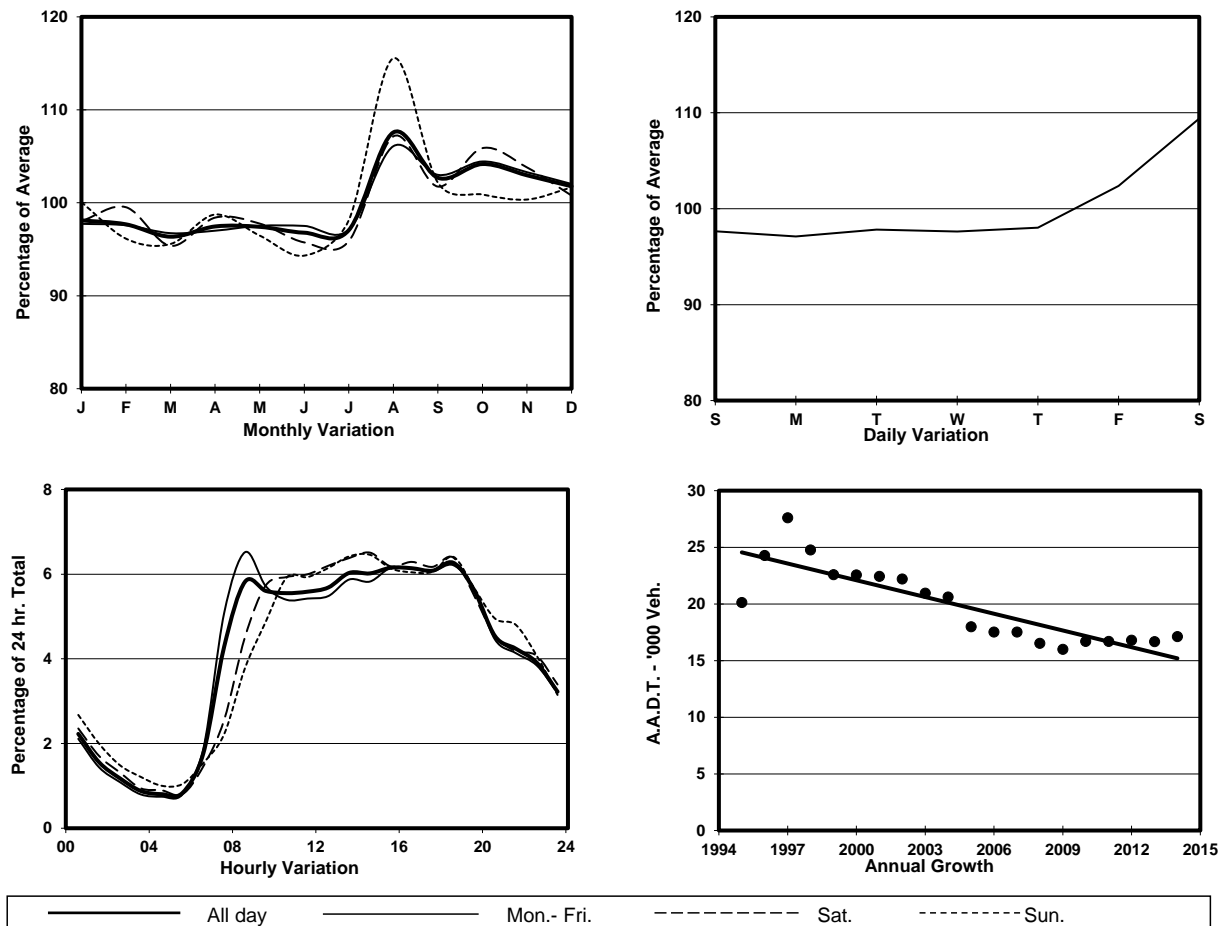 120
110
100
90
80
Percentage of Average
J F M A M J J A S O N D
Monthly Variation
120
110
100
90
80
Percentage of Average
S M T W T F S
Daily Variation
8
6
4
2
0
Percentage of 24 hr. Total
00 04 08 12 16 20 24
Hourly Variation
30
25
20
15
10
5
0
A.A.D.T. - '000 Veh.
1994 1997 2000 2003 2006 2009 2012 2015
Annual Growth
All day Mon.- Fri. Sat. Sun.